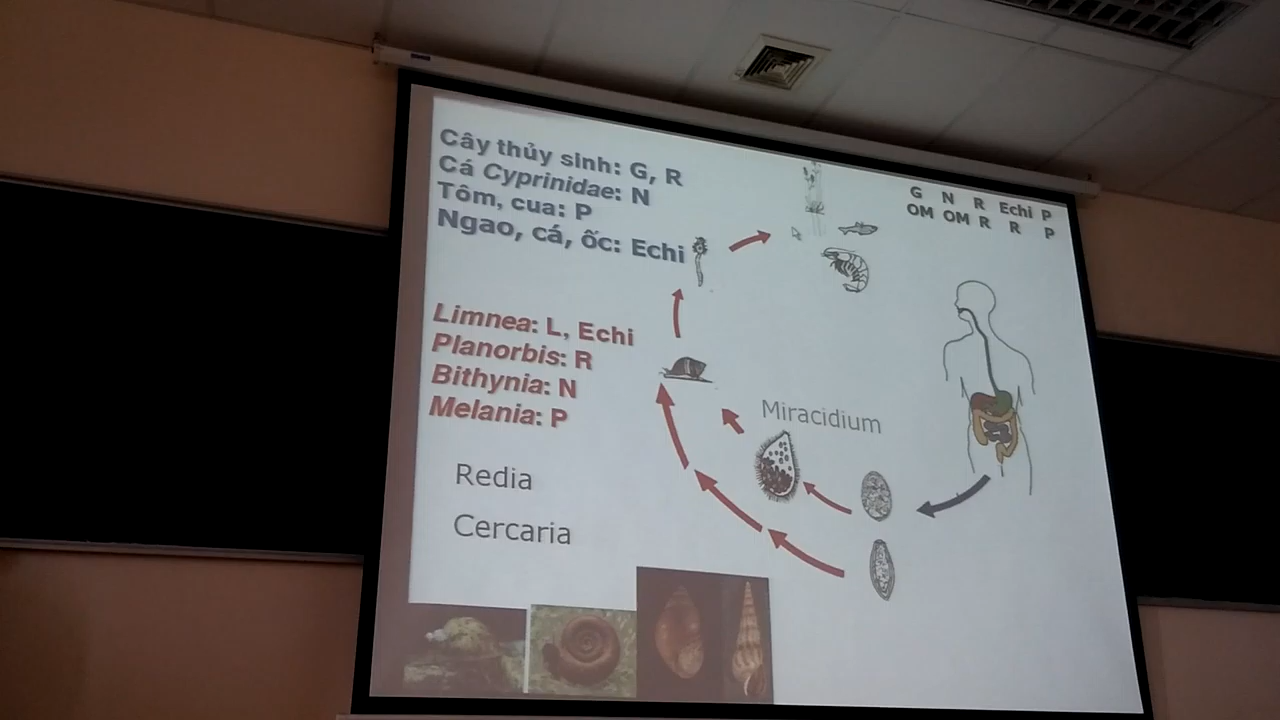 Cây thủy sinh: G, R
Cá Cyprinidae: N
Tôm, cua: P
Ngao, cá, ốc: Echi
G N R Echi P
OM OM R R P
Limnea: L, Echi
Planorbis: R
Bithynia: N
Melania: P
Miracidium
Redia
Cercaria